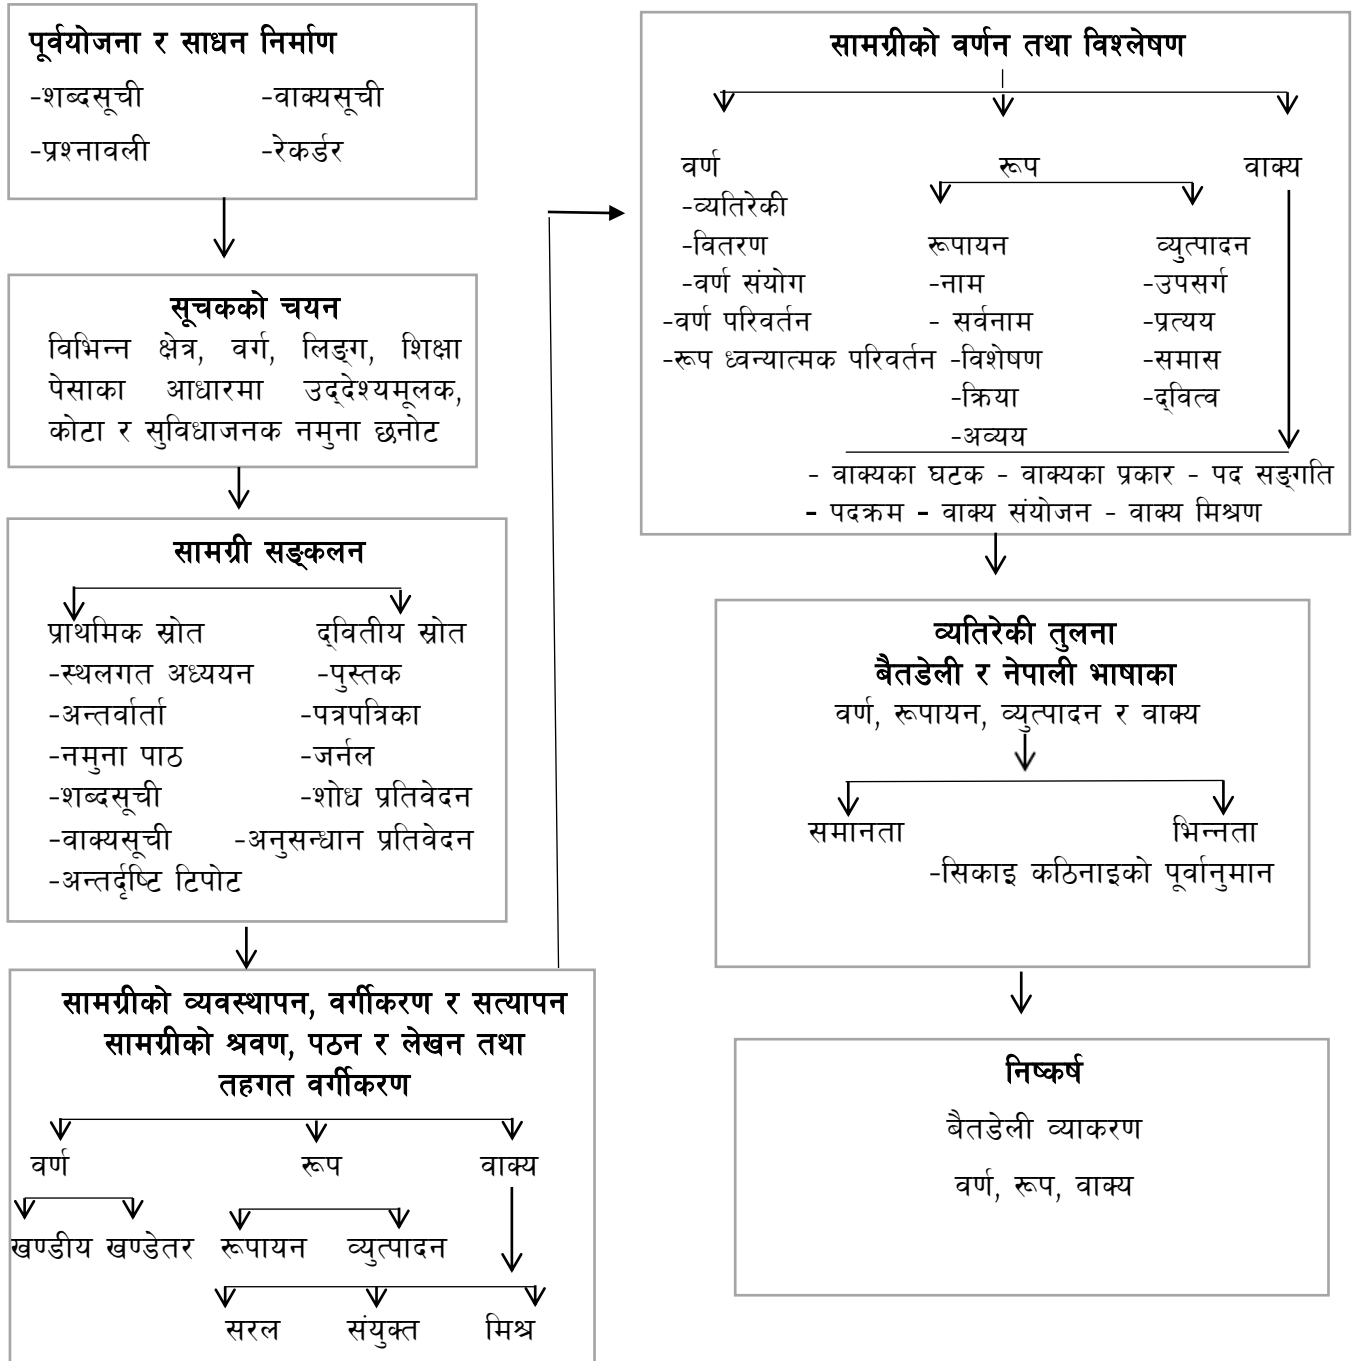 पूर्वयोजना र साधन निर्माण
-शब्दसूची -वाक्यसूची
-प्रश्नावली -रेकर्डर
सूचकको चयन
विभिन्न क्षेत्र, वर्ग, लिङ्ग, शिक्षा
पेसाका आधारमा उद्देश्यमूलक,
कोटा र सुविधाजनक नमुना छनोट
सामग्री सङ्कलन
प्राथमिक स्रोत द्वितीय स्रोत
-स्थलगत अध्ययन -पुस्तक
-अन्तर्वार्ता -पत्रपत्रिका
-नमुना पाठ -जर्नल
-शब्दसूची -शोध प्रतिवेदन
-वाक्यसूची -अनुसन्धान प्रतिवेदन
-अन्तर्दृष्टि टिपोट
सामग्रीको व्यवस्थापन, वर्गीकरण र सत्यापन
सामग्रीको श्रवण, पठन र लेखन तथा
तहगत वर्गीकरण
वर्ण रूप वाक्य
खण्डीय खण्डेतर रूपायन व्युत्पादन
सरल संयुक्त मिश्र
सामग्रीको वर्णन तथा विश्लेषण
वर्ण रूप वाक्य
-व्यतिरेकी
-वितरण रूपायन व्युत्पादन
-वर्ण संयोग -नाम -उपसर्ग
-वर्ण परिवर्तन - सर्वनाम -प्रत्यय
-रूप ध्वन्यात्मक परिवर्तन -विशेषण -समास
-क्रिया -द्वित्व
-अव्यय
- वाक्यका घटक - वाक्यका प्रकार - पद सङ्गति
- पदक्रम - वाक्य संयोजन - वाक्य मिश्रण
व्यतिरेकी तुलना
बैतडेली र नेपाली भाषाका
वर्ण, रूपायन, व्युत्पादन र वाक्य
समानता भिन्नता
-सिकाइ कठिनाइको पूर्वानुमान
निष्कर्ष
बैतडेली व्याकरण
वर्ण, रूप, वाक्य